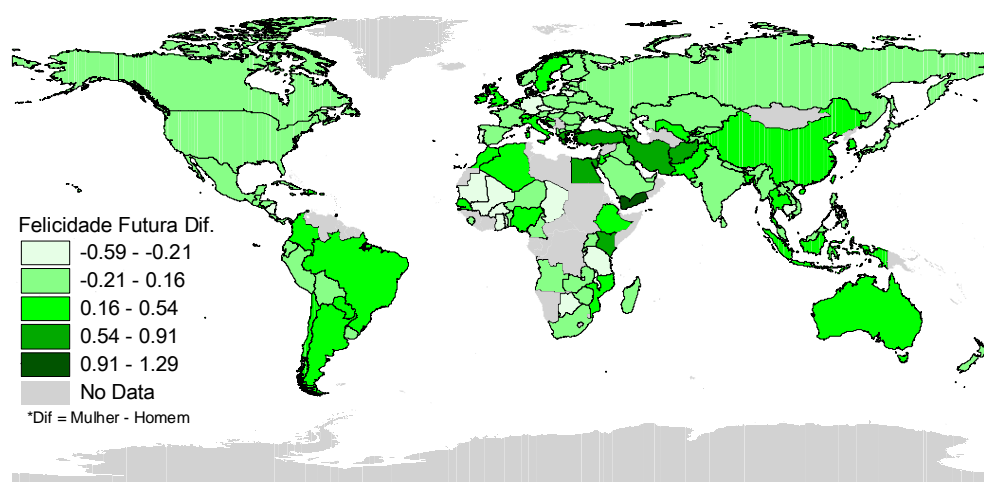 Felicidade Futura Dif.
-0.59 - -0.21
-0.21 - 0.16
0.16 - 0.54
0.54 - 0.91
0.91 - 1.29
No Data
*Dif = Mulher - Homem